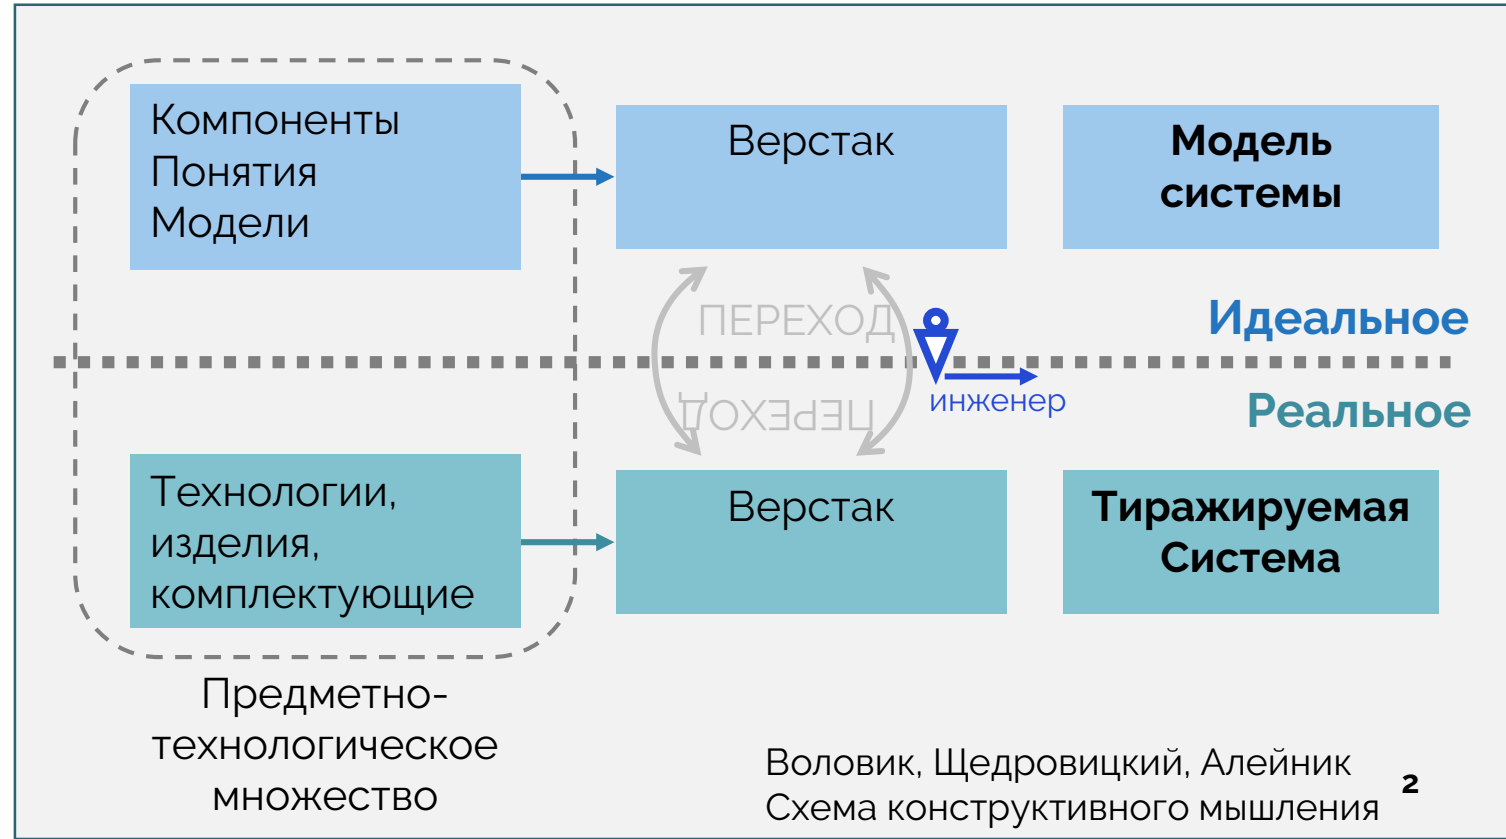 Компоненты
Понятия
Модели
Верстак
Модель
системы
ПЕРЕХОД
Идеальное
ПЕРЕХОД
инженер
Реальное
Технологии,
изделия,
комплектующие
Верстак
Тиражируемая
Система
Предметно-
технологическое
множество
Воловик, Щедровицкий, Алейник
Схема конструктивного мышления
2